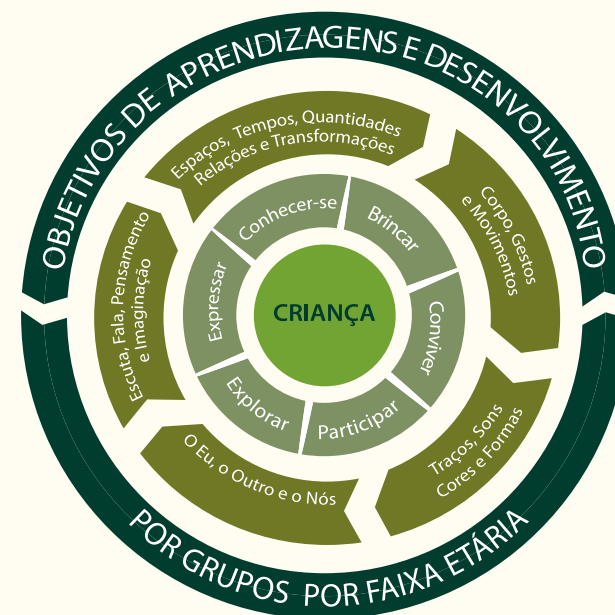 OBJETIVOS DE APRENDIZAGENS E DESENVOLVIMENTO
Espaços, Tempos, Quantidades
Relações e Transformações
Corpo, Gestos
e Movimentos
Traços, Sons
Cores e Formas
O Eu, o Outro e o Nós
Escuta, Fala, Pensamento
e Imaginação
Conhecer-se
Brincar
Conviver
Participar
Explorar
Expressar
CRIANÇA
POR GRUPOS POR FAIXA ETÁRIA